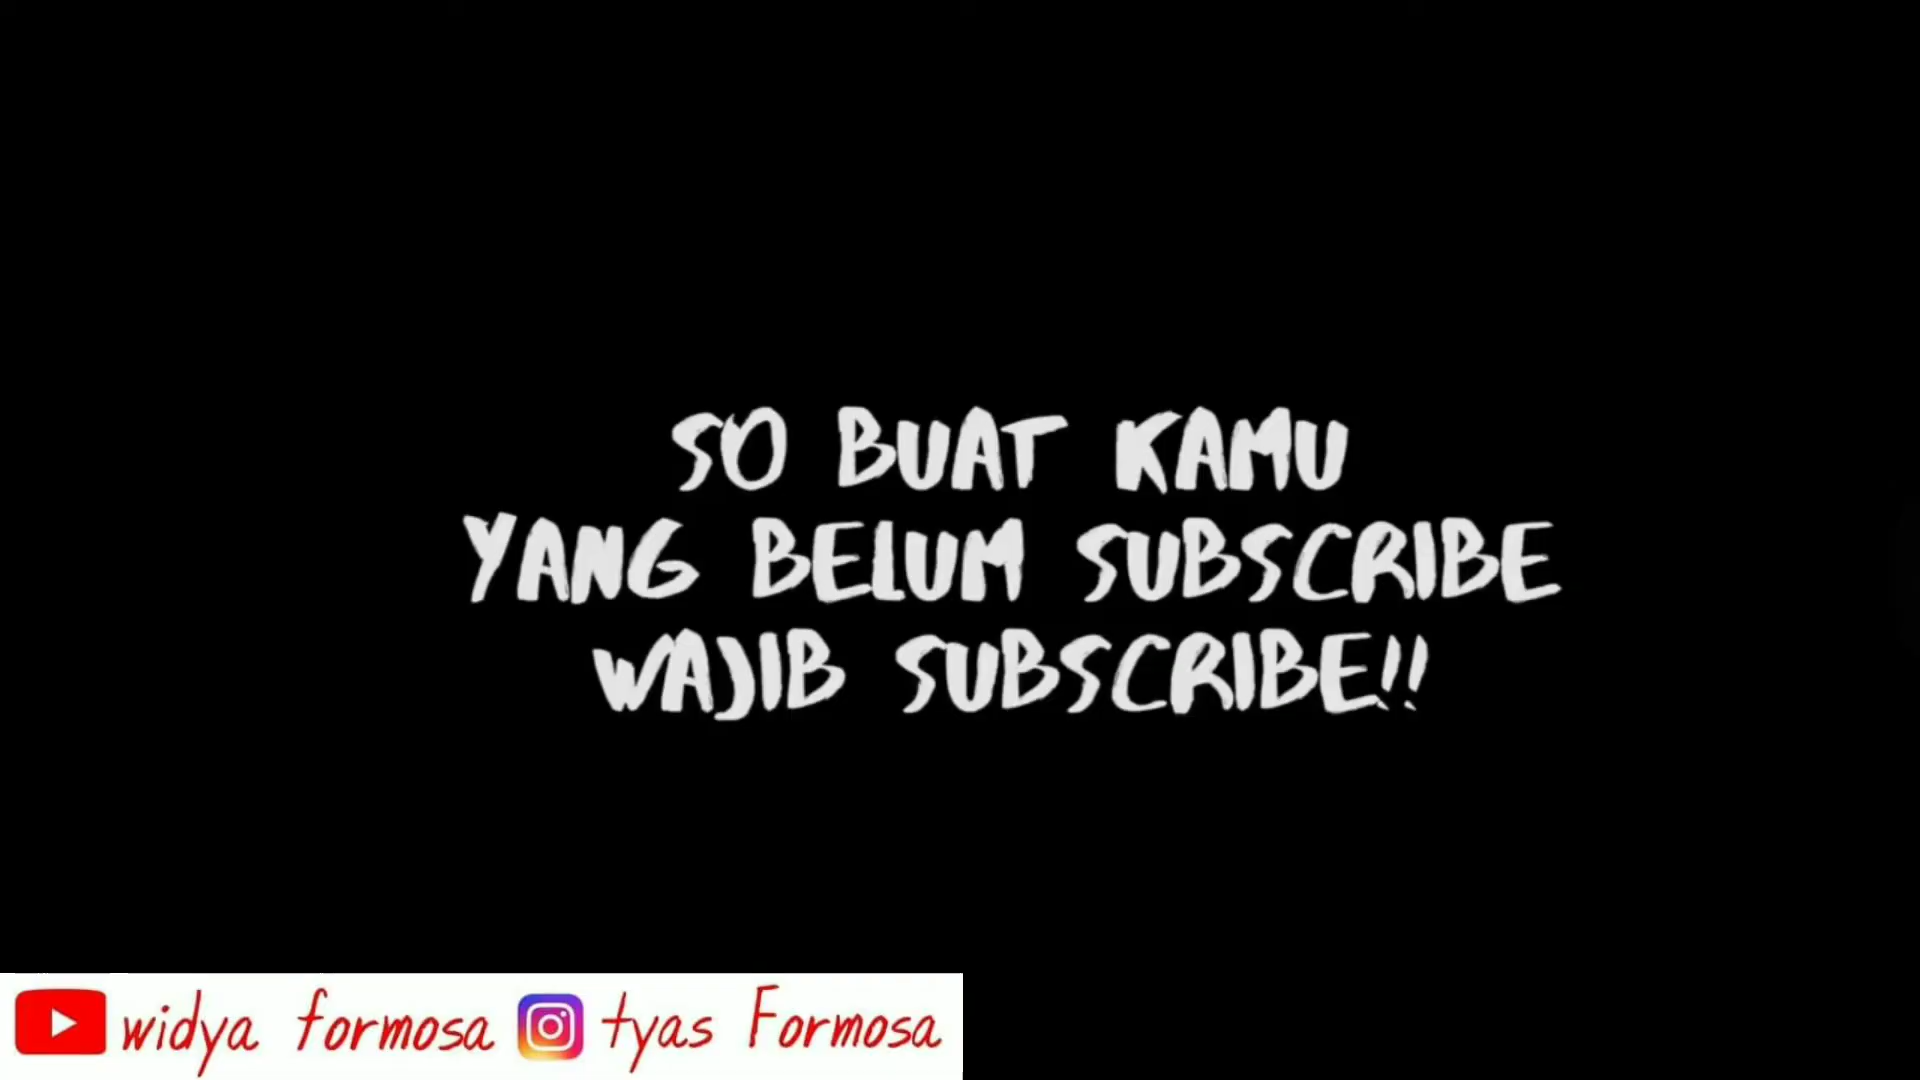 SO BUAT KAMU
YANG BELUM SUBSCRIBE
WAJIB SUBSCRIBE!!
widya formosa tyas Formosa